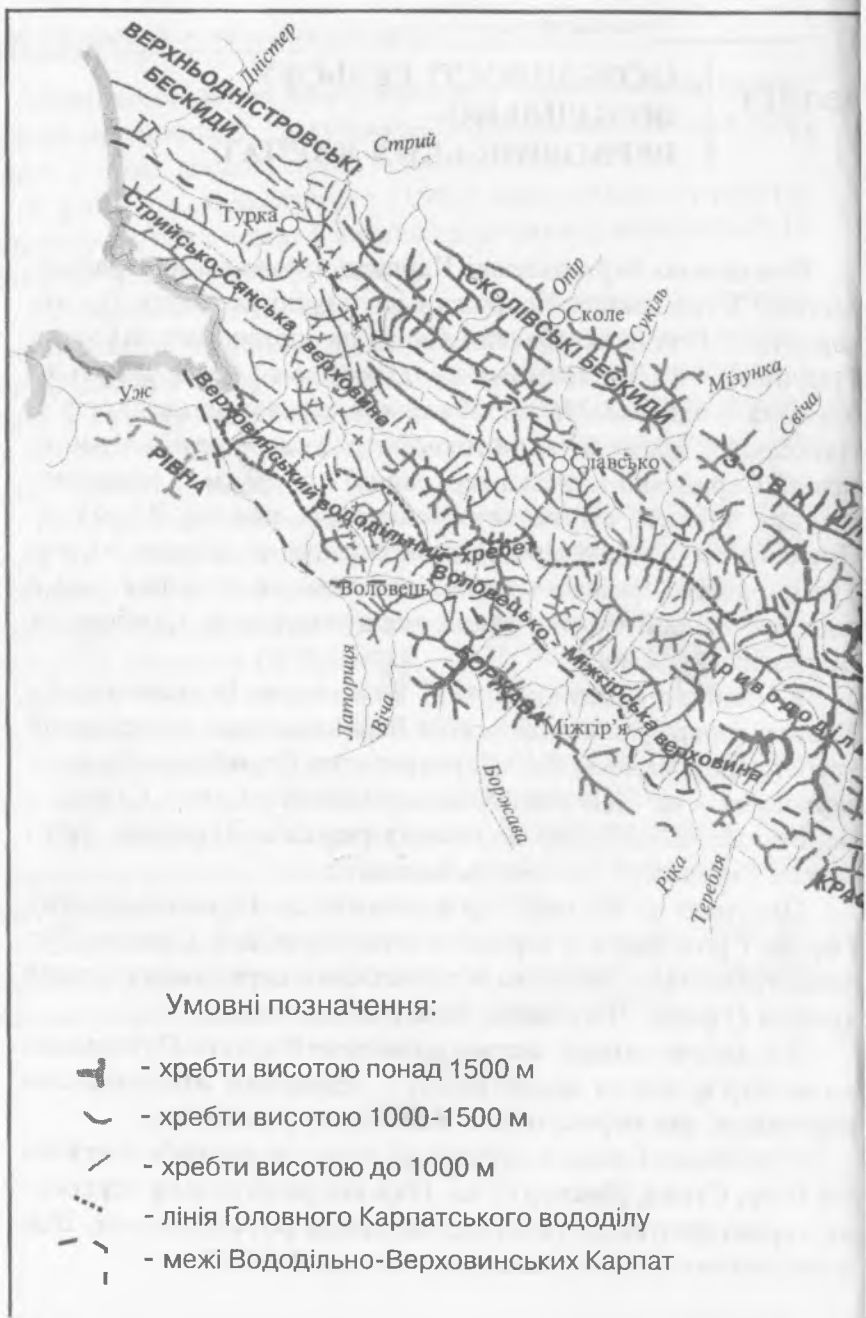 Дністер
ВЕРХНЬОДНІСТРОВСЬКІ
БЕСКИДИ
Стрий
Турка
Стрийсько-Сянська верховина
СКОЛІВСЬКІ БЕСКИДИ
Опір
Сколе
Сукіль
Мізунка
Свіча
Уж
РІВНА
Верховинський вододільний хребет
Славсько
Воловець
Воловецько-Міжгірська верховина
БОРЖАВА
Міжгір’я
Латориця
Віча
Боржава
Ріка
Теребля
Умовні позначення:
- хребти висотою понад 1500 м
- хребти висотою 1000-1500 м
- хребти висотою до 1000 м
- лінія Головного Карпатського вододілу
- межі Вододільно-Верховинських Карпат